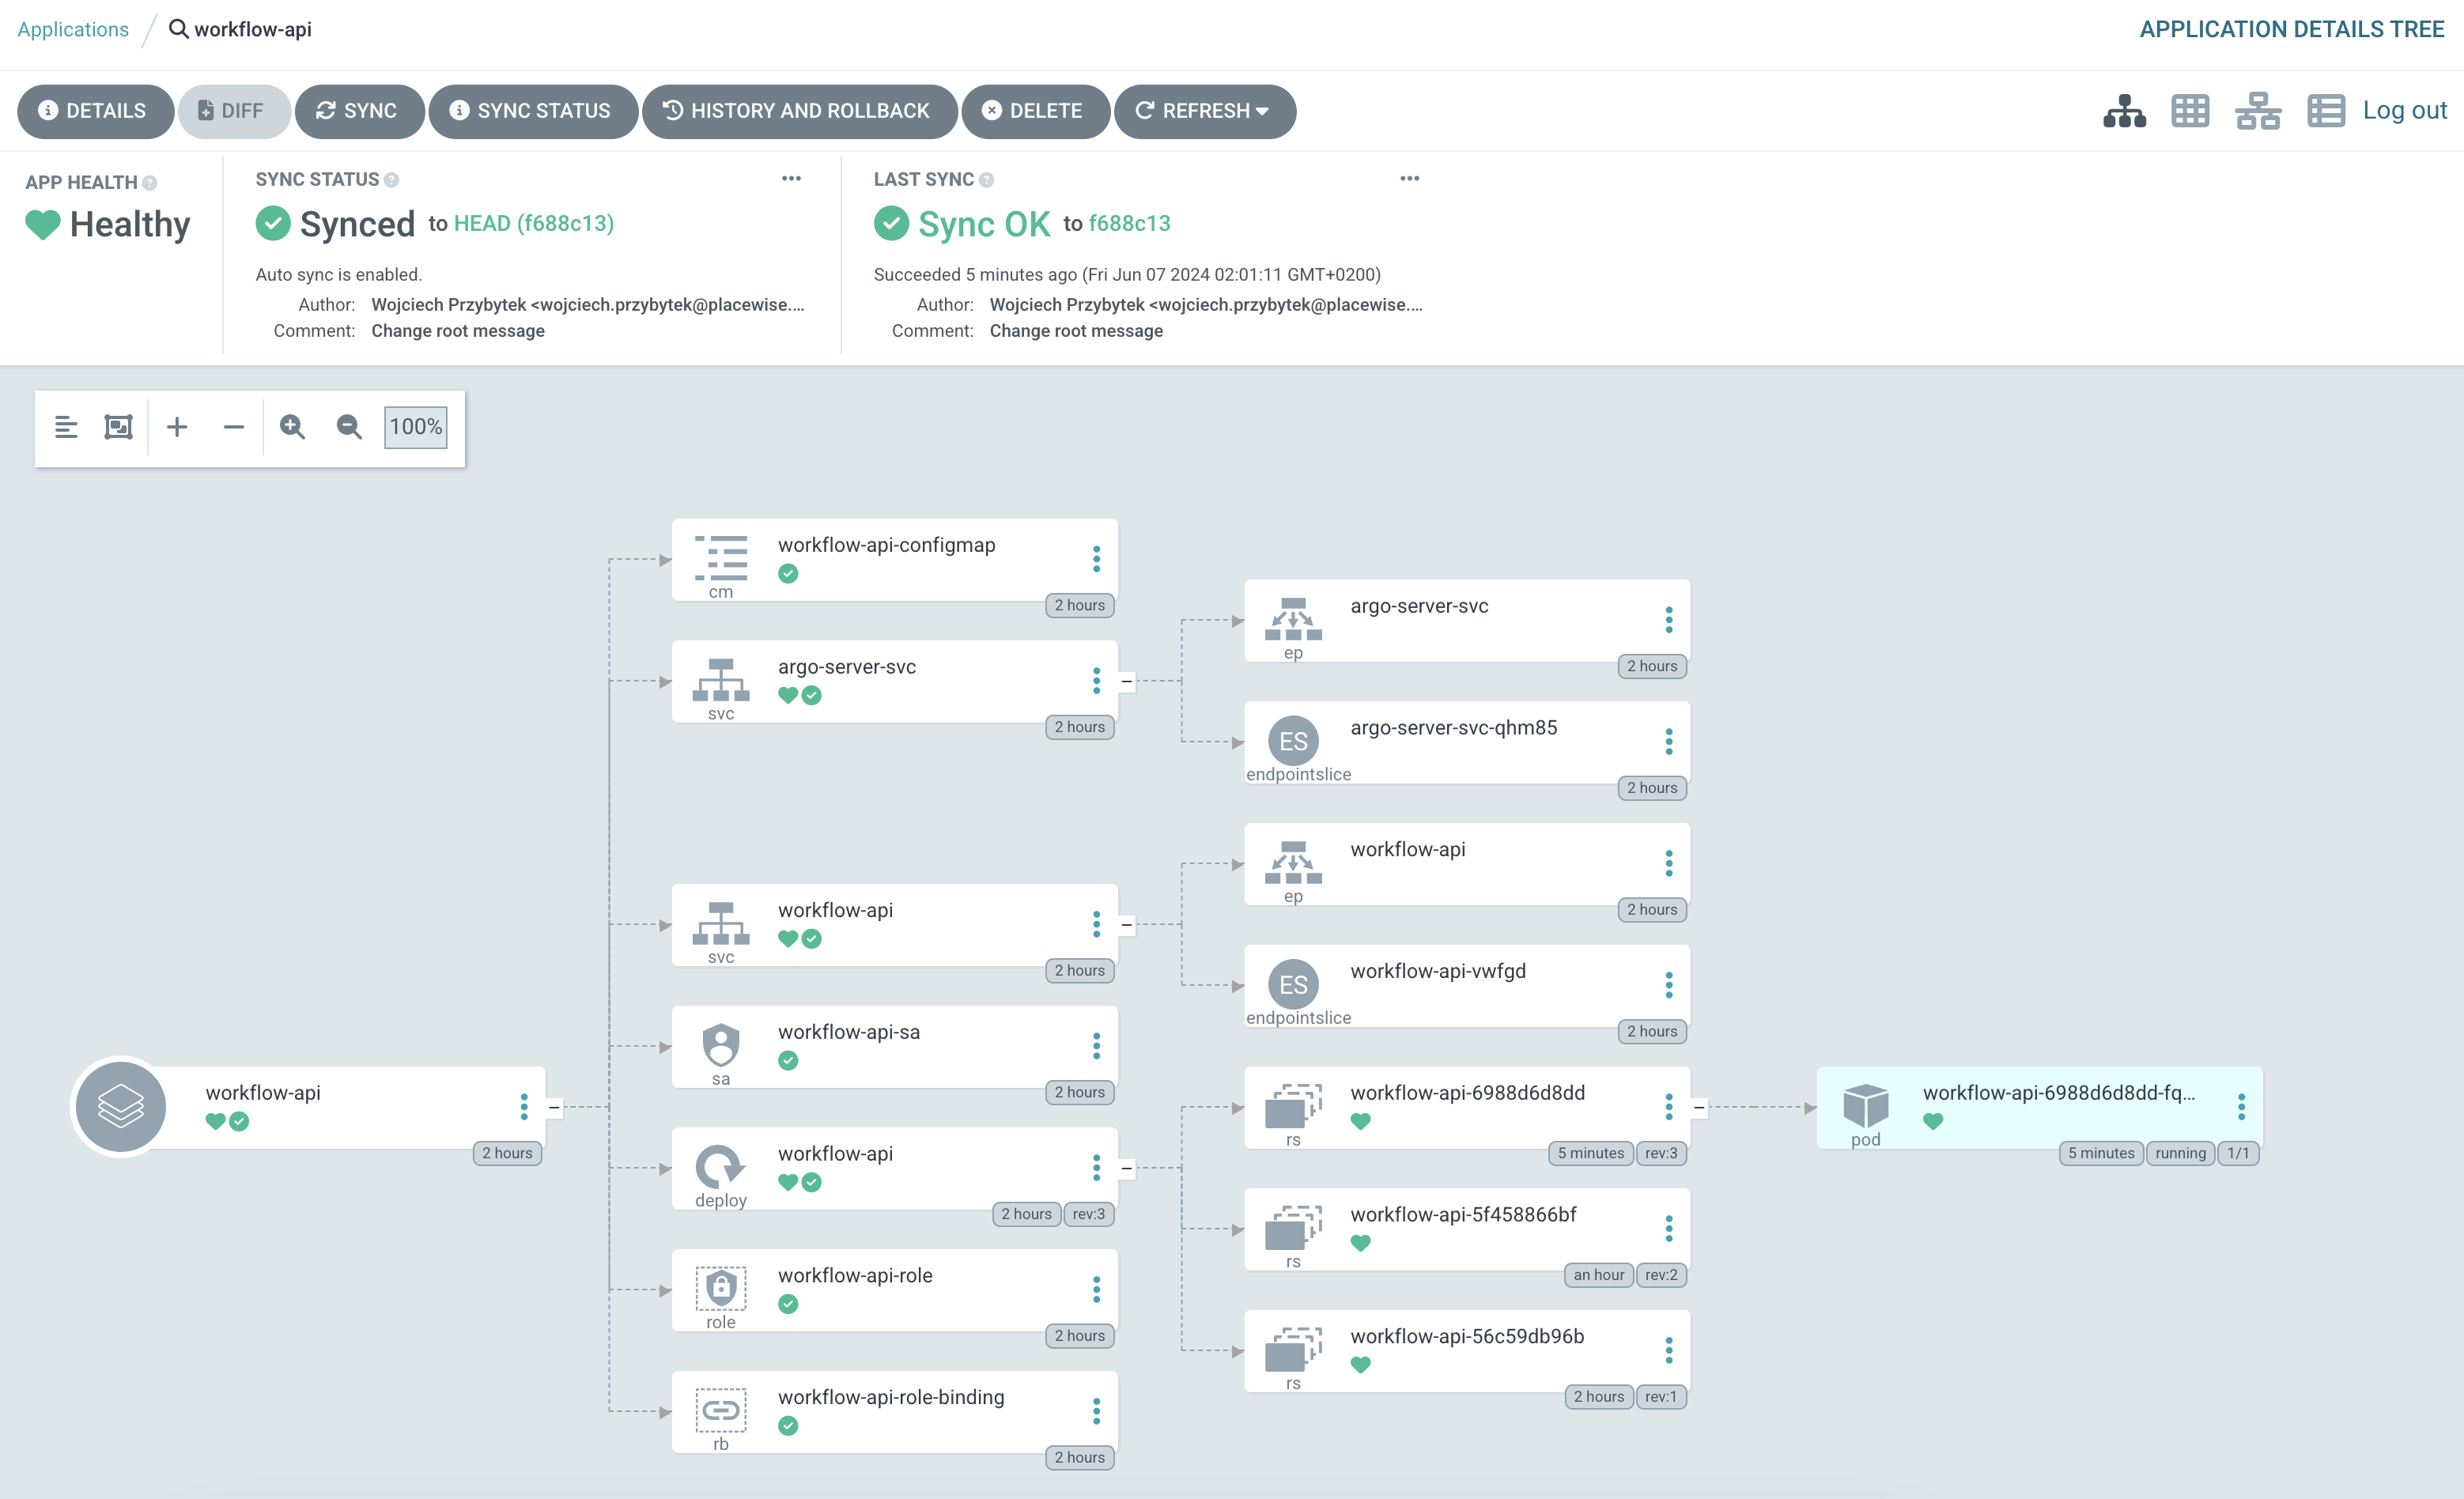 Applications / workflow-api
APPLICATION DETAILS TREE
DETAILS DIFF SYNC SYNC STATUS HISTORY AND ROLLBACK DELETE REFRESH Log out
APP HEALTH ?
Healthy
SYNC STATUS ? •••
Synced to HEAD (f688c13)
Auto sync is enabled.
Author: Wojciech Przybytek <wojciech.przybytek@placewise....
Comment: Change root message
LAST SYNC ? •••
Sync OK to f688c13
Succeeded 5 minutes ago (Fri Jun 07 2024 02:01:11 GMT+0200)
Author: Wojciech Przybytek <wojciech.przybytek@placewise....
Comment: Change root message
100%
workflow-api
2 hours
workflow-api-configmap
cm
2 hours
argo-server-svc
svc
2 hours
workflow-api
svc
2 hours
workflow-api-sa
sa
2 hours
workflow-api
deploy
2 hours rev:3
workflow-api-role
role
2 hours
workflow-api-role-binding
rb
2 hours
argo-server-svc
ep
2 hours
argo-server-svc-qhm85
ES
endpointslice
2 hours
workflow-api
ep
2 hours
workflow-api-vwfgd
ES
endpointslice
2 hours
workflow-api-6988d6d8dd
rs
5 minutes rev:3
workflow-api-5f458866bf
rs
an hour rev:2
workflow-api-56c59db96b
rs
2 hours rev:1
workflow-api-6988d6d8dd-fq...
pod
5 minutes running 1/1